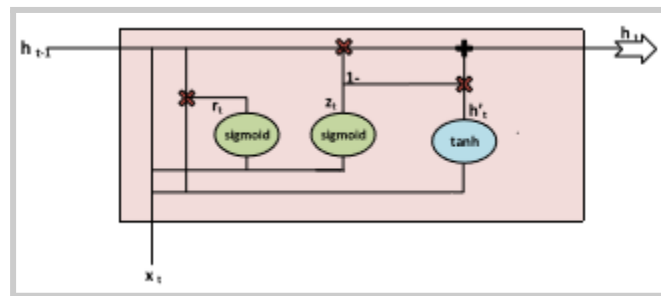 h t-1
h t
1-
r t
z t
h' t
sigmoid
sigmoid
tanh
x t